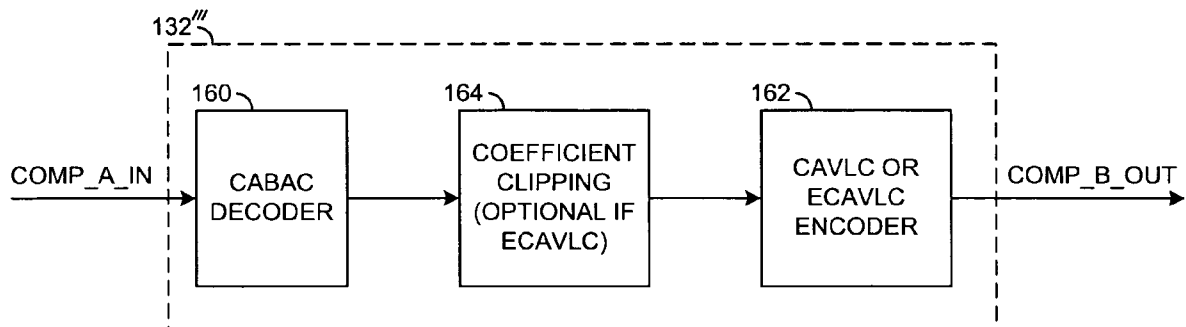 132'''
160
164
162
COMP_A_IN
CABAC
DECODER
COEFFICIENT
CLIPPING
(OPTIONAL IF
ECAVLC)
CAVLC OR
ECAVLC
ENCODER
COMP_B_OUT